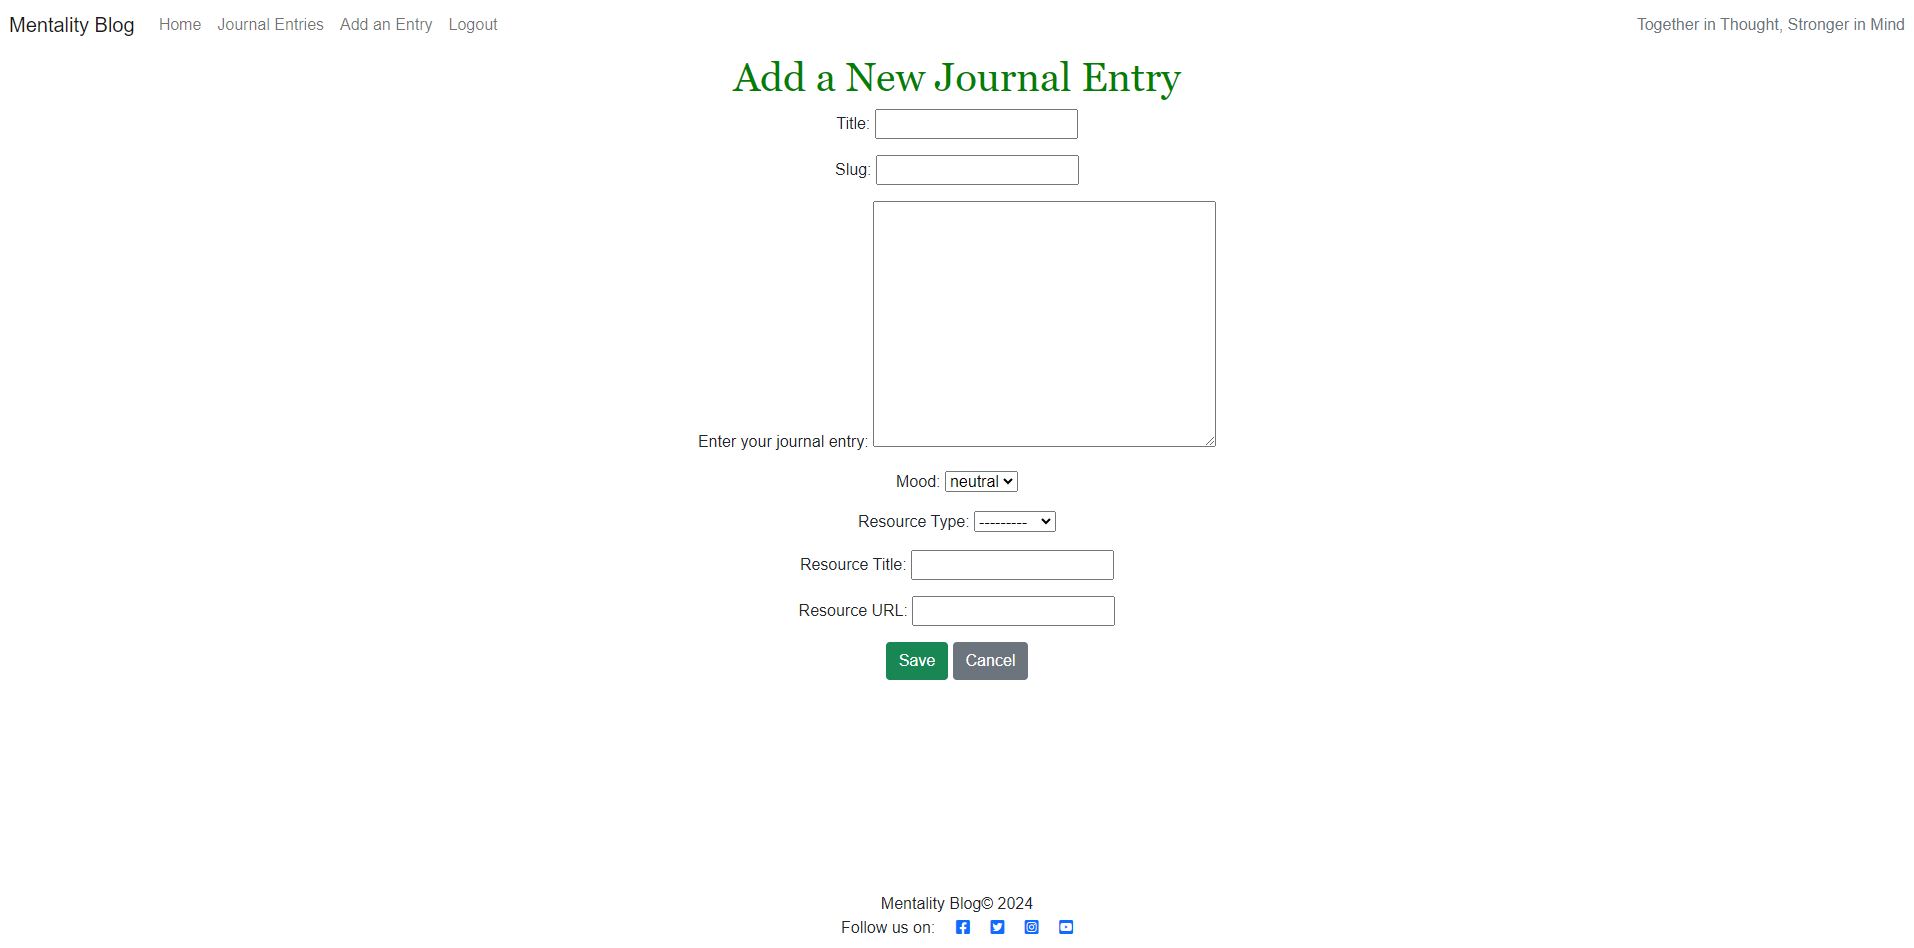 Mentality Blog Home Journal Entries Add an Entry Logout Together in Thought, Stronger in Mind
Add a New Journal Entry
Title:
Slug:
Enter your journal entry:
Mood: neutral
Resource Type: ---------
Resource Title:
Resource URL:
Save Cancel
Mentality Blog© 2024
Follow us on: